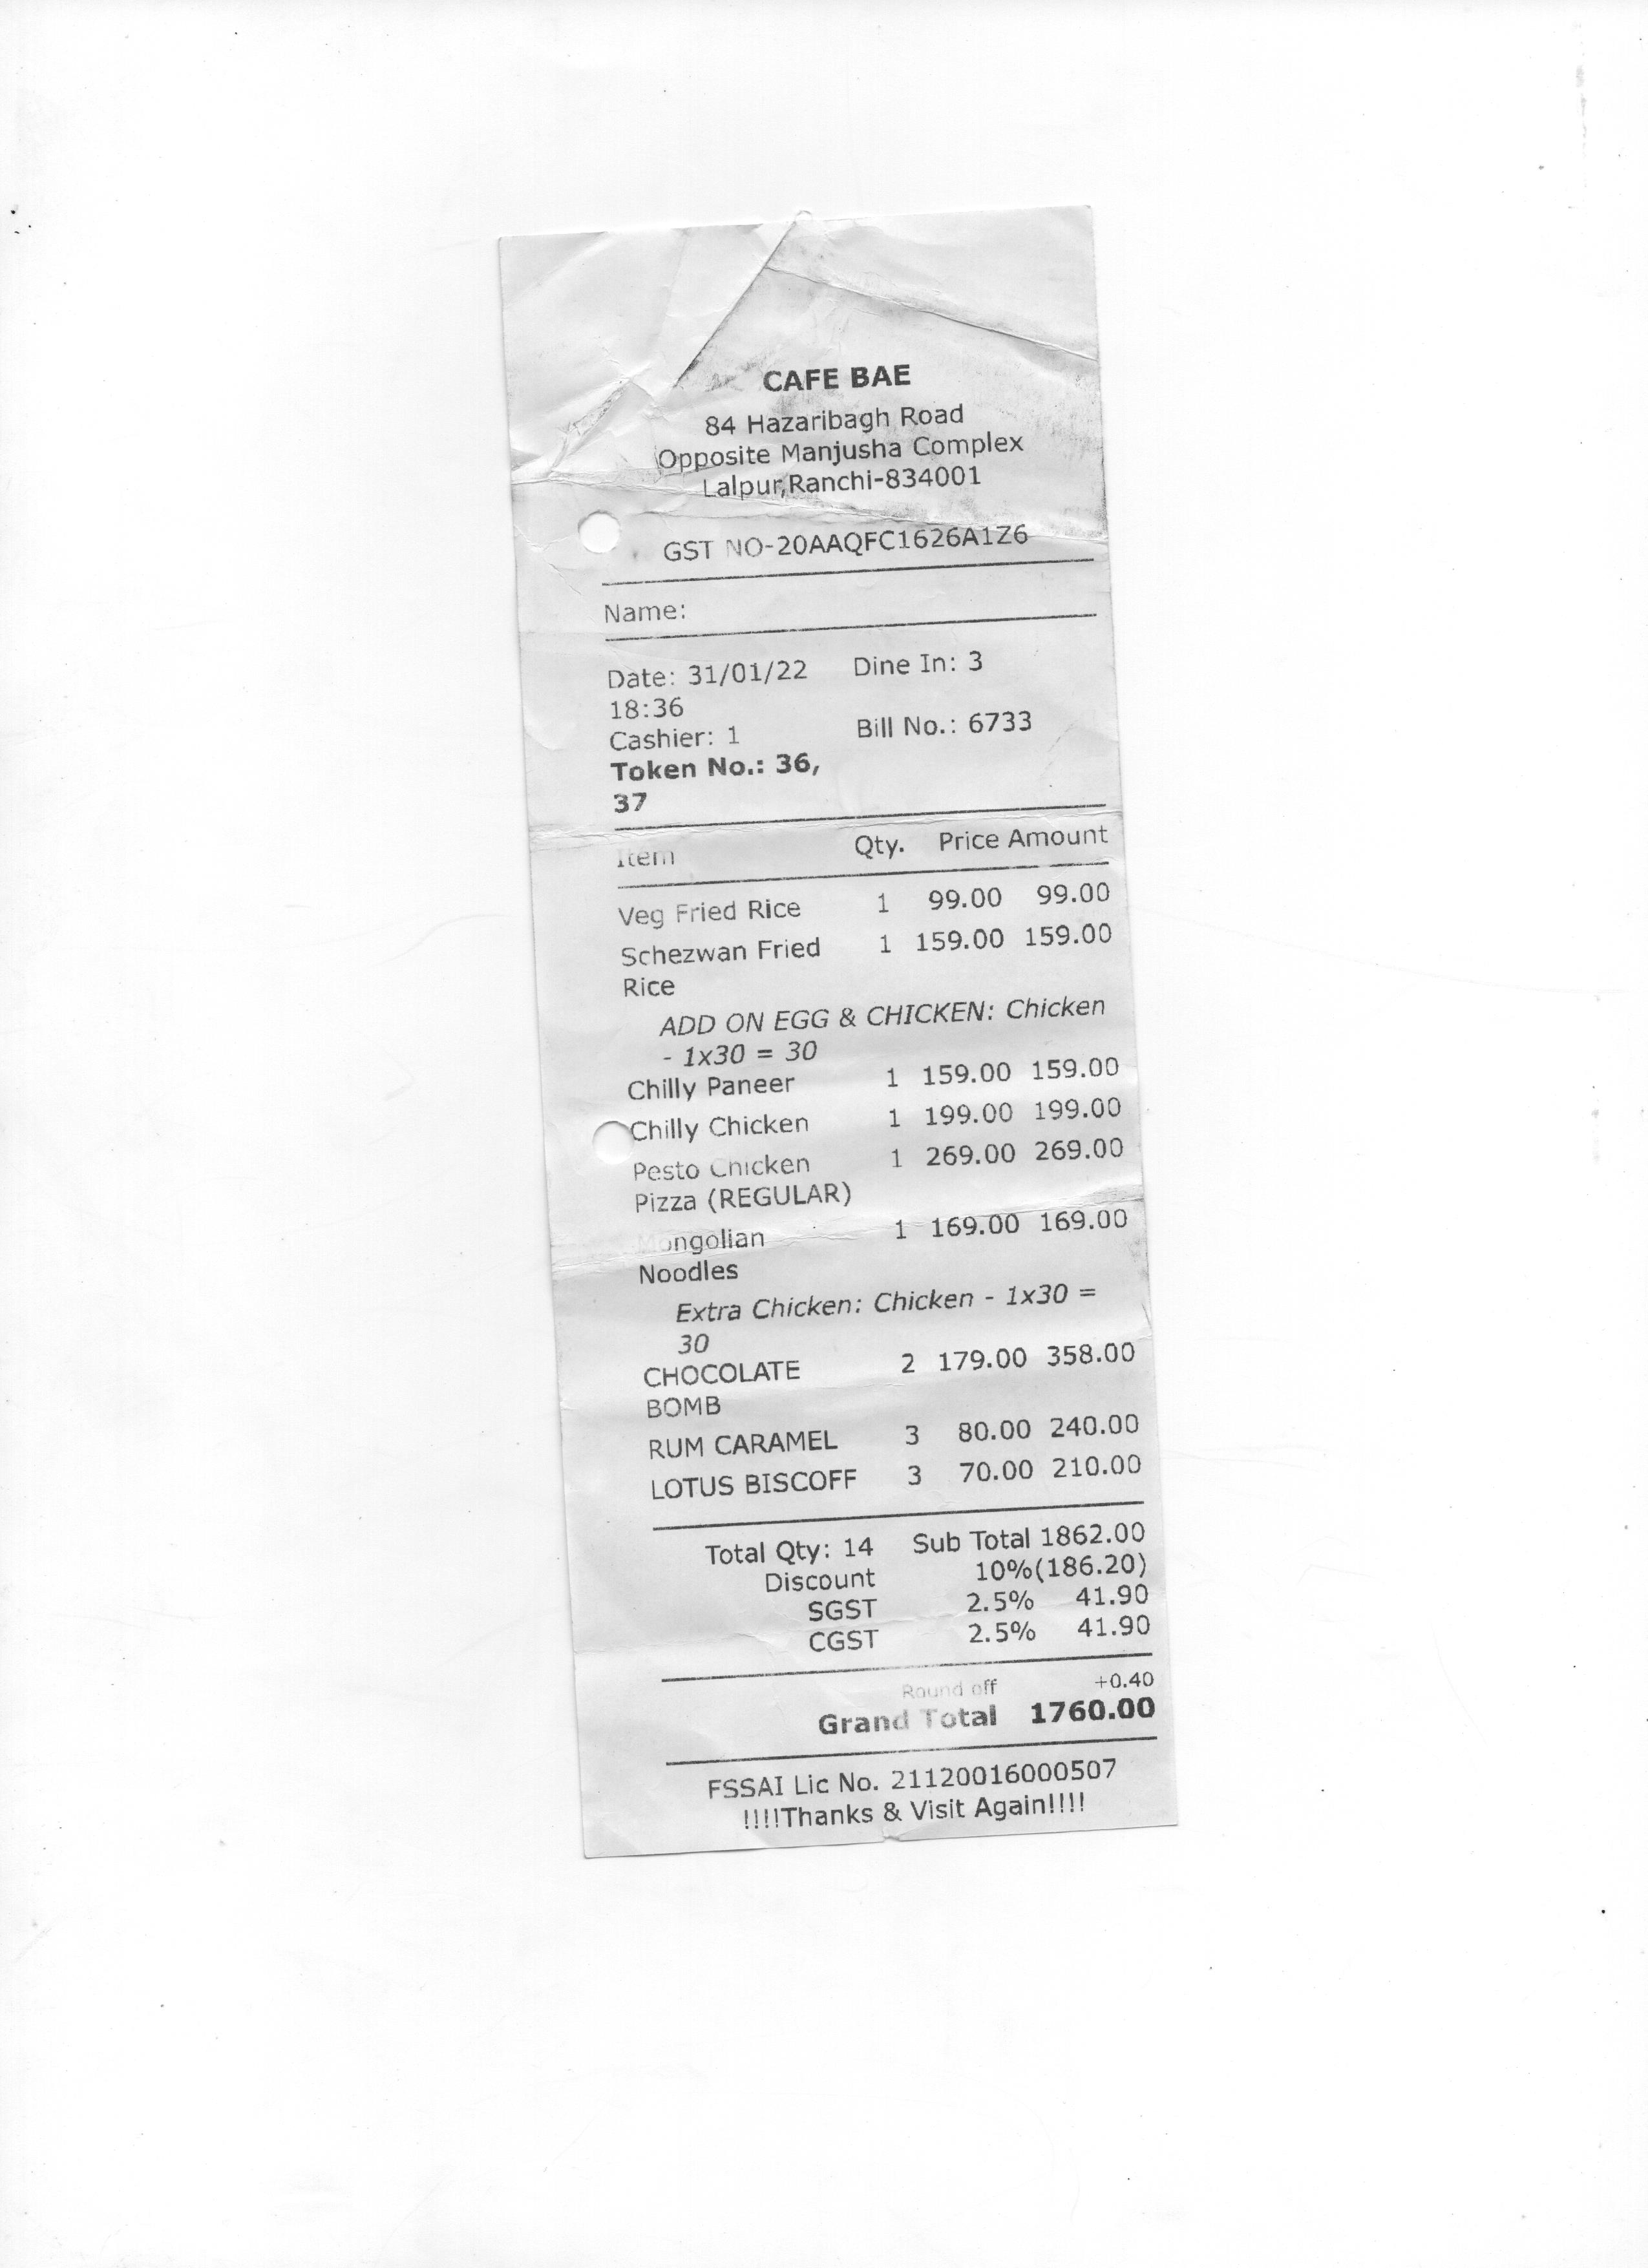 CAFE BAE
84 Hazaribagh Road
Opposite Manjusha Complex
Lalpur,Ranchi-834001
GST NO-20AAQFC1626A1Z6
Name:
Date: 31/01/22 Dine In: 3
18:36
Cashier: 1 Bill No.: 6733
Token No.: 36,
37
Item Qty. Price Amount
Veg Fried Rice 1 99.00 99.00
Schezwan Fried 1 159.00 159.00
Rice
ADD ON EGG & CHICKEN: Chicken
- 1x30 = 30
Chilly Paneer 1 159.00 159.00
Chilly Chicken 1 199.00 199.00
Pesto Chicken 1 269.00 269.00
Pizza (REGULAR)
Mongolian 1 169.00 169.00
Noodles
Extra Chicken: Chicken - 1x30 =
30
CHOCOLATE 2 179.00 358.00
BOMB
RUM CARAMEL 3 80.00 240.00
LOTUS BISCOFF 3 70.00 210.00
Total Qty: 14 Sub Total 1862.00
Discount 10%(186.20)
SGST 2.5% 41.90
CGST 2.5% 41.90
Round off +0.40
Grand Total 1760.00
FSSAI Lic No. 21120016000507
!!!!Thanks & Visit Again!!!!